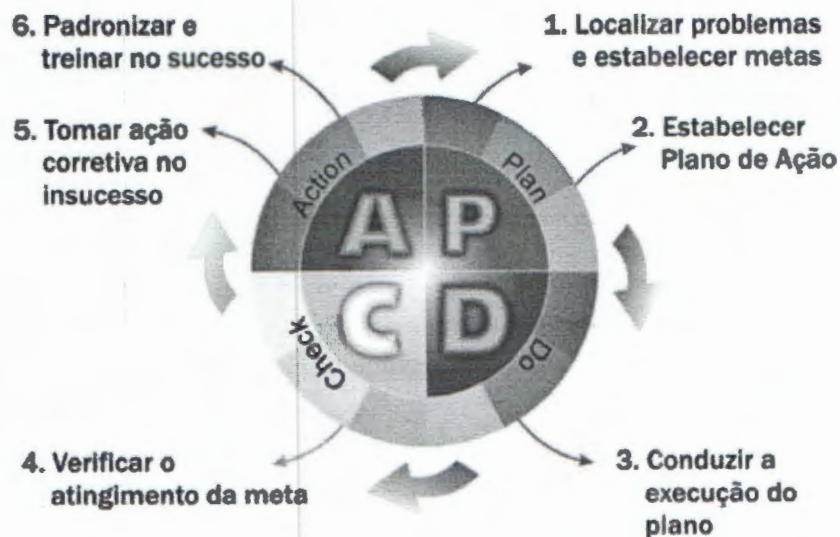 6. Padronizar e
treinar no sucesso
1. Localizar problemas
e estabelecer metas
5. Tomar ação
corretiva no
insucesso
2. Estabelecer
Plano de Ação
Action
Plan
A P
C D
Check
Do
4. Verificar o
atingimento da meta
3. Conduzir a
execução do
plano